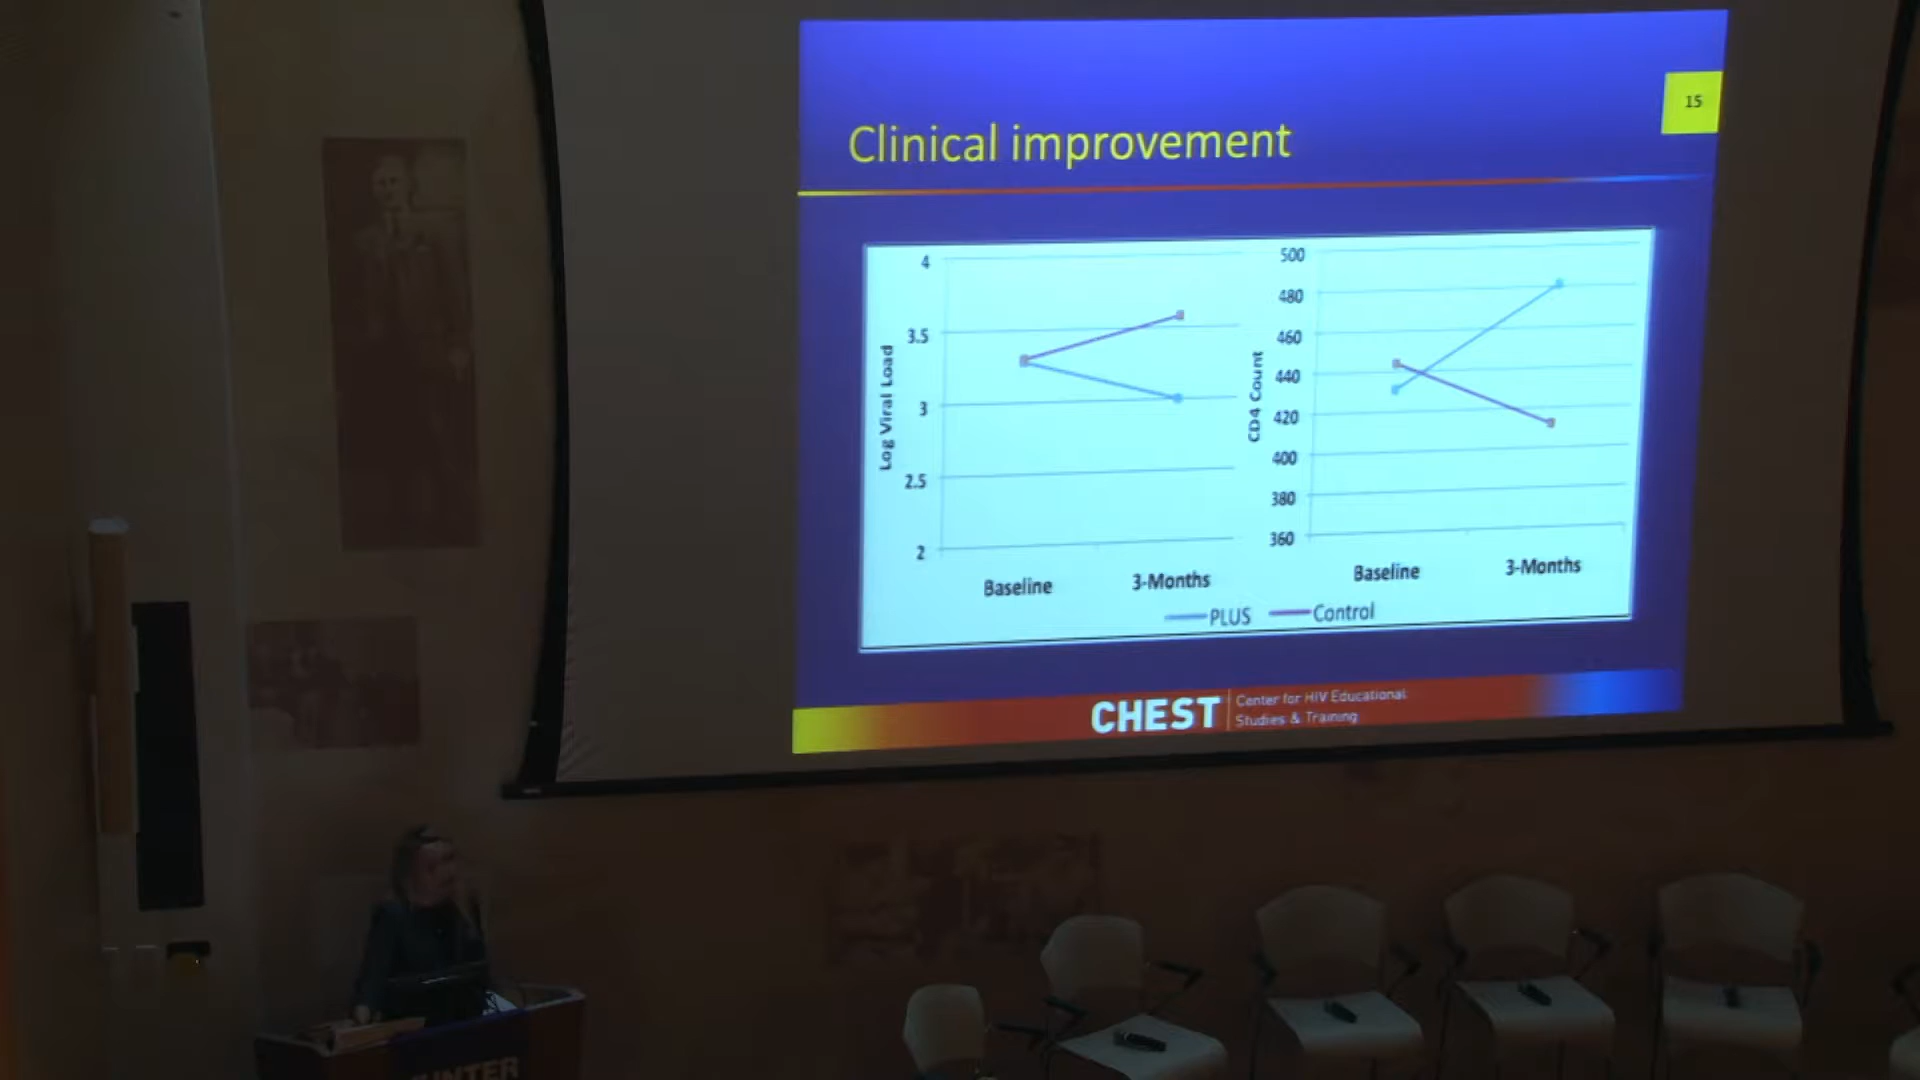 15
Clinical improvement
4
3.5
3
2.5
2
Log Viral Load
Baseline
3-Months
500
480
460
440
420
400
380
360
CD4 Count
Baseline
3-Months
PLUS
Control
CHEST
Center for HIV Educational
Studies & Training
UNTER